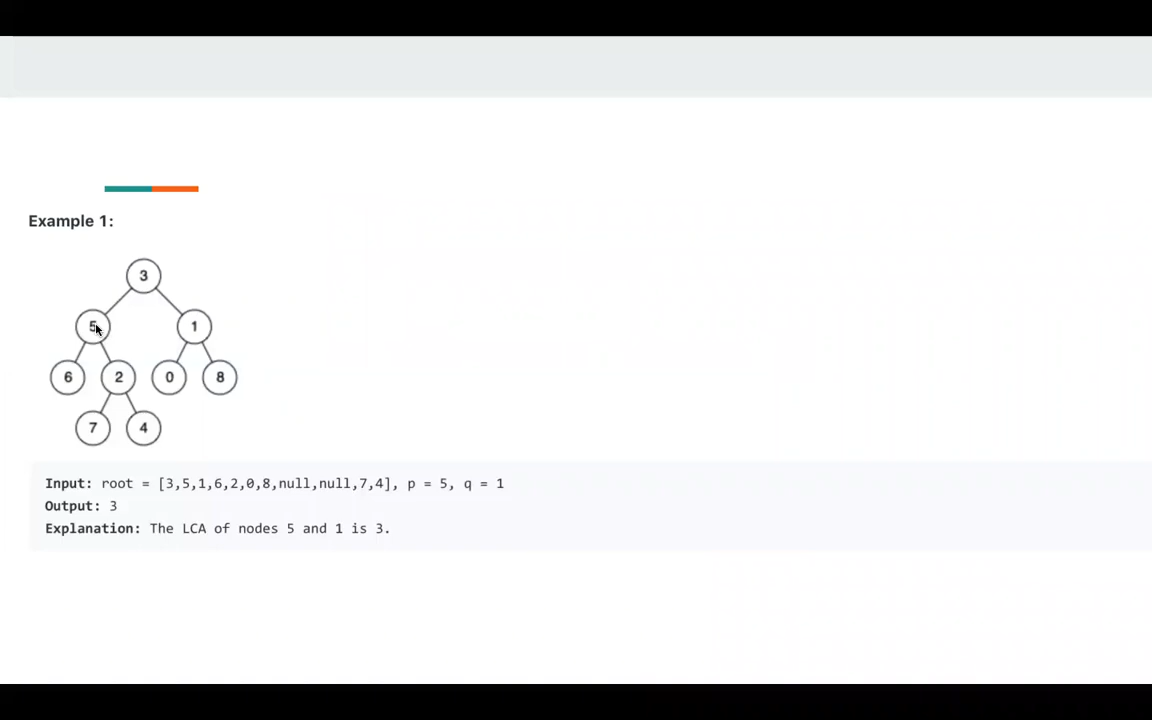 Example 1:
3
5 1
6 2 0 8
7 4
Input: root = [3,5,1,6,2,0,8,null,null,7,4], p = 5, q = 1
Output: 3
Explanation: The LCA of nodes 5 and 1 is 3.